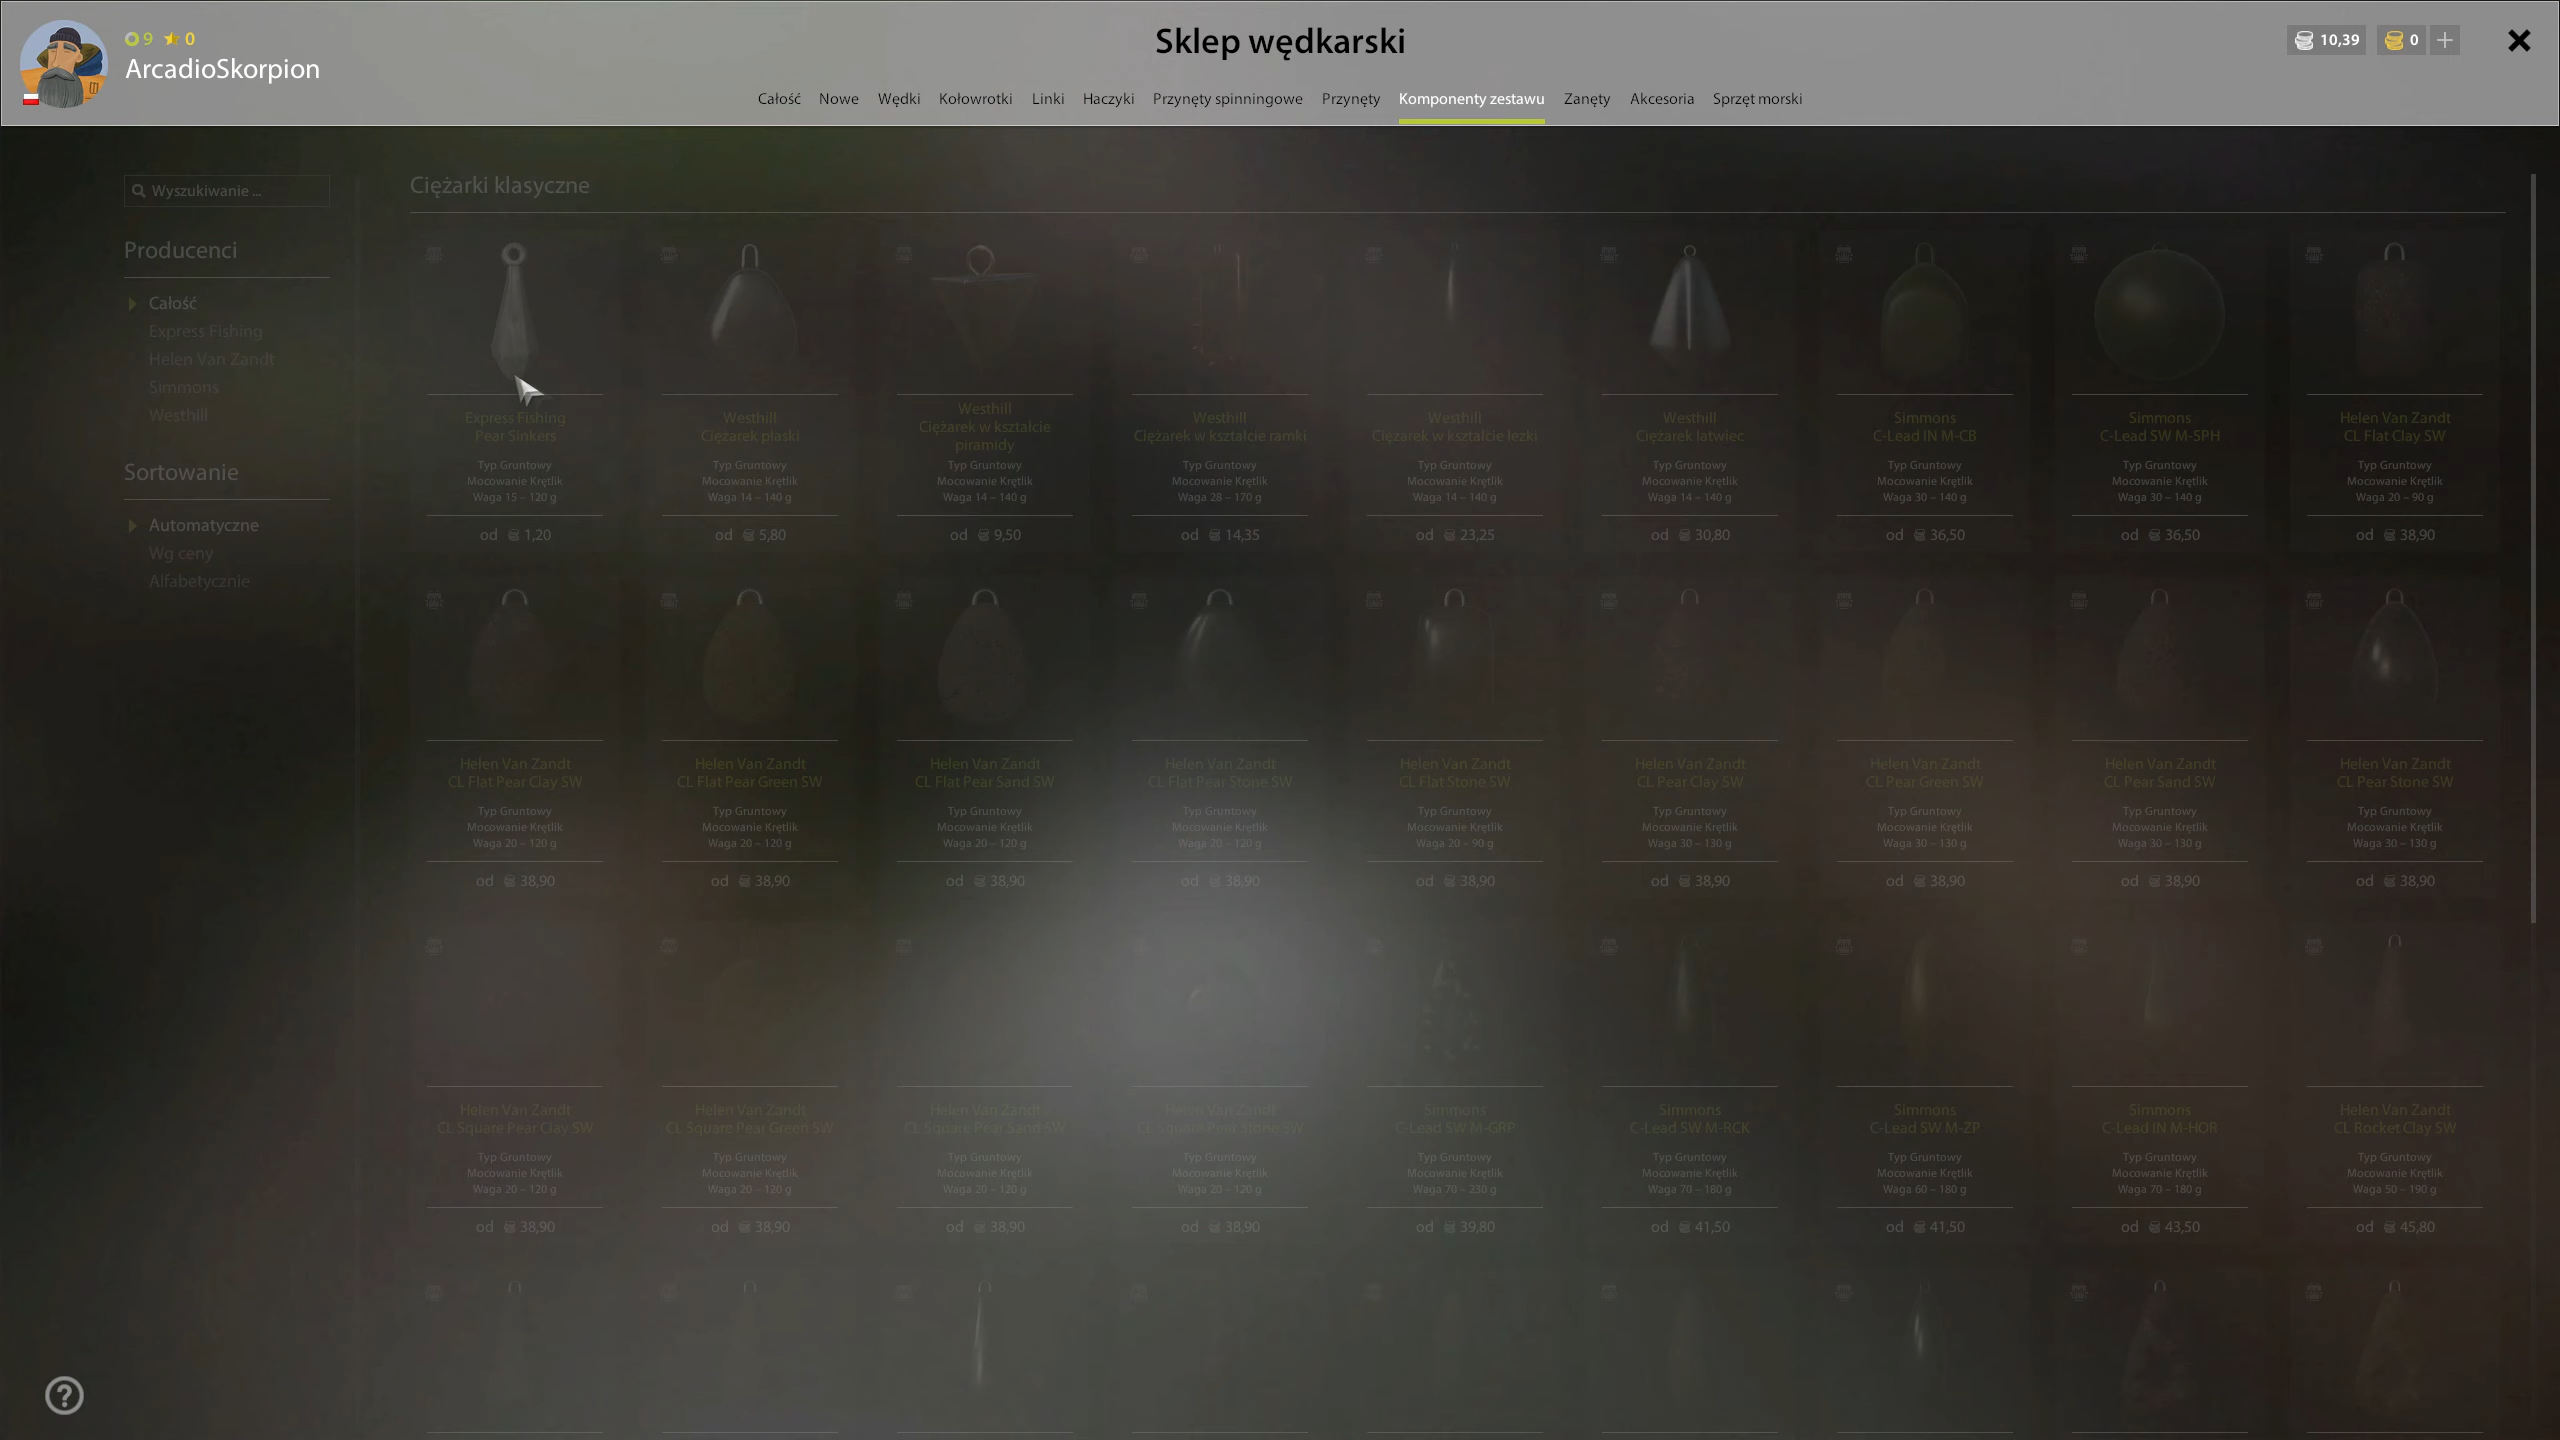 9 0
ArcadioSkorpion
Sklep wędkarski
10,39 0
Całość Nowe Wędki Kołowrotki Linki Haczyki Przynęty spinningowe Przynęty Komponenty zestawu Zanęty Akcesoria Sprzęt morski
Wyszukiwanie ...
Producenci
Całość
Express Fishing
Helen Van Zandt
Simmons
Westhill
Sortowanie
Automatyczne
Wg ceny
Alfabetycznie
Ciężarki klasyczne
Express Fishing
Pear Sinkers
Typ Gruntowy
Mocowanie Krętlik
Waga 15 – 120 g
od 1,20
Westhill
Ciężarek płaski
Typ Gruntowy
Mocowanie Krętlik
Waga 14 – 140 g
od 5,80
Westhill
Ciężarek w kształcie
piramidy
Typ Gruntowy
Mocowanie Krętlik
Waga 14 – 140 g
od 9,50
Westhill
Ciężarek w kształcie ramki
Typ Gruntowy
Mocowanie Krętlik
Waga 28 – 170 g
od 14,35
Westhill
Ciężarek w kształcie łezki
Typ Gruntowy
Mocowanie Krętlik
Waga 14 – 140 g
od 23,25
Westhill
Ciężarek latwiec
Typ Gruntowy
Mocowanie Krętlik
Waga 14 – 140 g
od 30,80
Simmons
C-Lead IN M-CB
Typ Gruntowy
Mocowanie Krętlik
Waga 30 – 140 g
od 36,50
Simmons
C-Lead SW M-SPH
Typ Gruntowy
Mocowanie Krętlik
Waga 30 – 140 g
od 36,50
Helen Van Zandt
CL Flat Clay SW
Typ Gruntowy
Mocowanie Krętlik
Waga 20 – 90 g
od 38,90
Helen Van Zandt
CL Flat Pear Clay SW
Typ Gruntowy
Mocowanie Krętlik
Waga 20 – 120 g
od 38,90
Helen Van Zandt
CL Flat Pear Green SW
Typ Gruntowy
Mocowanie Krętlik
Waga 20 – 120 g
od 38,90
Helen Van Zandt
CL Flat Pear Sand SW
Typ Gruntowy
Mocowanie Krętlik
Waga 20 – 120 g
od 38,90
Helen Van Zandt
CL Flat Pear Stone SW
Typ Gruntowy
Mocowanie Krętlik
Waga 20 – 120 g
od 38,90
Helen Van Zandt
CL Flat Stone SW
Typ Gruntowy
Mocowanie Krętlik
Waga 20 – 90 g
od 38,90
Helen Van Zandt
CL Pear Clay SW
Typ Gruntowy
Mocowanie Krętlik
Waga 30 – 130 g
od 38,90
Helen Van Zandt
CL Pear Green SW
Typ Gruntowy
Mocowanie Krętlik
Waga 30 – 130 g
od 38,90
Helen Van Zandt
CL Pear Sand SW
Typ Gruntowy
Mocowanie Krętlik
Waga 30 – 130 g
od 38,90
Helen Van Zandt
CL Pear Stone SW
Typ Gruntowy
Mocowanie Krętlik
Waga 30 – 130 g
od 38,90
Helen Van Zandt
CL Square Pear Clay SW
Typ Gruntowy
Mocowanie Krętlik
Waga 20 – 120 g
od 38,90
Helen Van Zandt
CL Square Pear Green SW
Typ Gruntowy
Mocowanie Krętlik
Waga 20 – 120 g
od 38,90
Helen Van Zandt
CL Square Pear Sand SW
Typ Gruntowy
Mocowanie Krętlik
Waga 20 – 120 g
od 38,90
Helen Van Zandt
CL Square Pear Stone SW
Typ Gruntowy
Mocowanie Krętlik
Waga 20 – 120 g
od 38,90
Simmons
C-Lead SW M-GRP
Typ Gruntowy
Mocowanie Krętlik
Waga 70 – 230 g
od 39,80
Simmons
C-Lead SW M-RCK
Typ Gruntowy
Mocowanie Krętlik
Waga 70 – 180 g
od 41,50
Simmons
C-Lead SW M-ZP
Typ Gruntowy
Mocowanie Krętlik
Waga 60 – 180 g
od 41,50
Simmons
C-Lead IN M-HOR
Typ Gruntowy
Mocowanie Krętlik
Waga 70 – 180 g
od 43,50
Helen Van Zandt
CL Rocket Clay SW
Typ Gruntowy
Mocowanie Krętlik
Waga 50 – 190 g
od 45,80